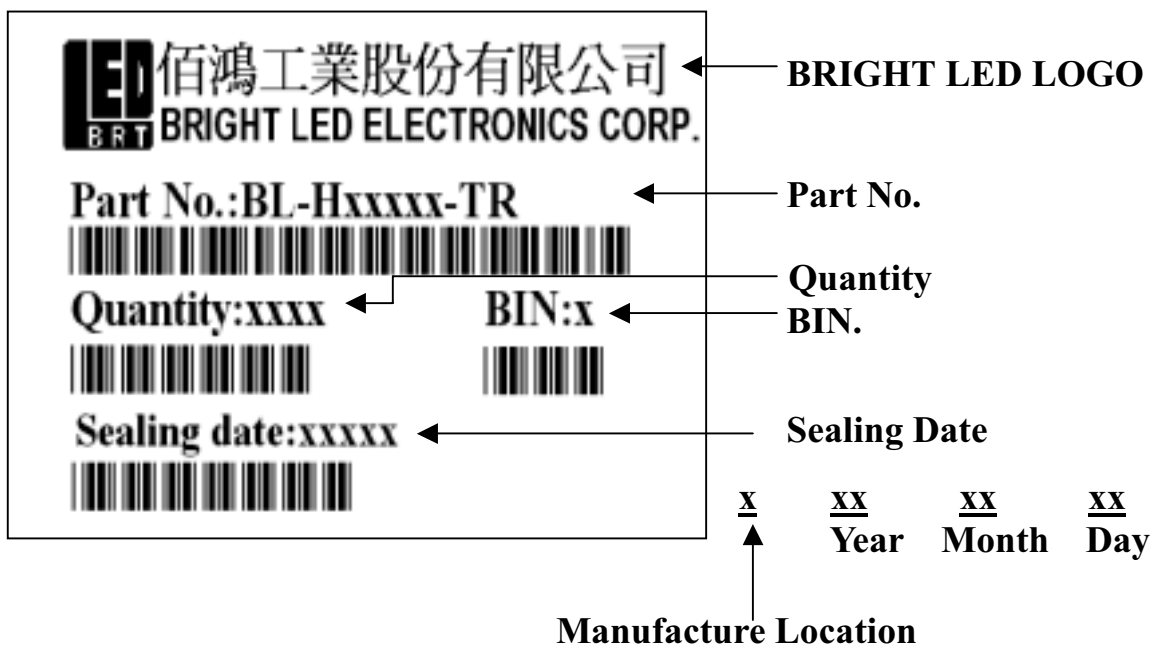 LED 佰鴻工業股份有限公司
BRT BRIGHT LED ELECTRONICS CORP.
BRIGHT LED LOGO
Part No.:BL-Hxxxxx-TR
Part No.
Quantity:xxxx
BIN:x
Quantity
BIN.
Sealing date:xxxxx
Sealing Date
x xx xx xx
Year Month Day
Manufacture Location